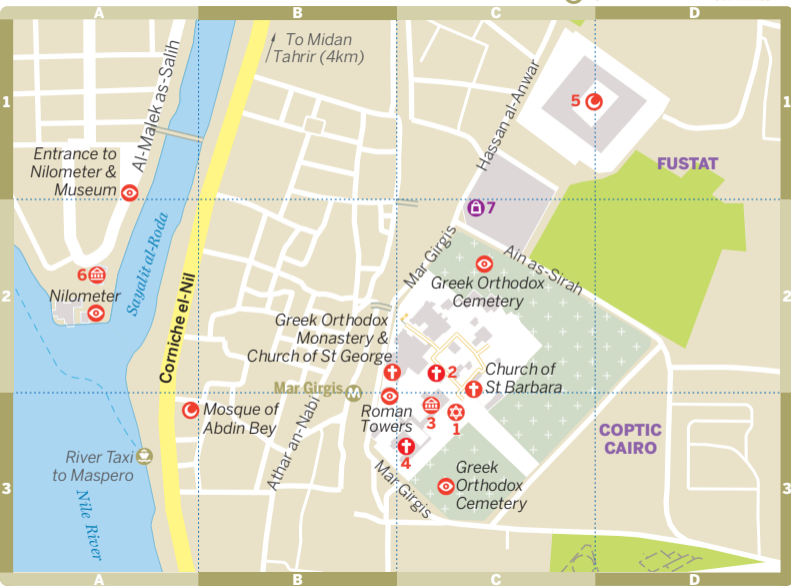 A
B
C
D
To Midan
Tahrir (4km)
1
1
5
Al-Malek as-Salih
Hassan al-Anwar
Entrance to
Nilometer &
Museum
FUSTAT
7
Sayalit al-Roda
Mar Girgis
Ain as-Sirah
6
Greek Orthodox
Cemetery
2
2
Nilometer
Corniche el-Nil
Greek Orthodox
Monastery &
Church of St George
2
Church of
St Barbara
Mar Girgis
M
Mosque of
Abdin Bey
Athar an-Nabi
Roman
Towers
3
1
COPTIC
CAIRO
4
River Taxi
to Maspero
Mar Girgis
Greek
Orthodox
Cemetery
3
3
Nile River
A
B
C
D